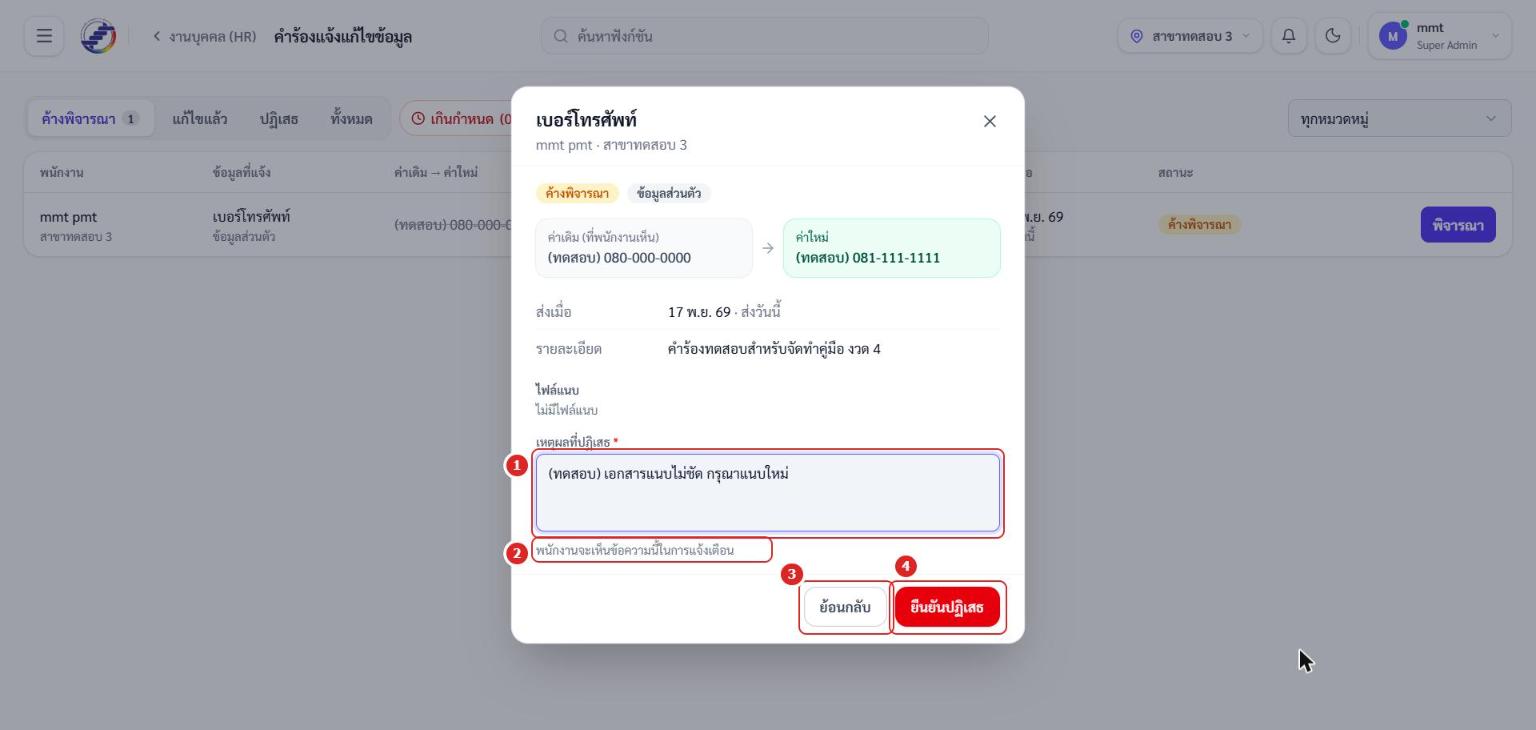 งานบุคคล (HR) คำร้องแจ้งแก้ไขข้อมูล
ค้นหาฟังก์ชัน
สาขาทดสอบ 3
M
mmt
Super Admin
ค้างพิจารณา 1 แก้ไขแล้ว ปฏิเสธ ทั้งหมด
เกินกำหนด (0
ทุกหมวดหมู่
พนักงาน ข้อมูลที่แจ้ง ค่าเดิม → ค่าใหม่ สถานะ
mmt pmt
สาขาทดสอบ 3
เบอร์โทรศัพท์
ข้อมูลส่วนตัว
(ทดสอบ) 080-000-0
พ.ย. 69
ค้างพิจารณา
พิจารณา
เบอร์โทรศัพท์
mmt pmt · สาขาทดสอบ 3
ค้างพิจารณา ข้อมูลส่วนตัว
ค่าเดิม (ที่พนักงานเห็น)
(ทดสอบ) 080-000-0000
→
ค่าใหม่
(ทดสอบ) 081-111-1111
ส่งเมื่อ 17 พ.ย. 69 · ส่งวันนี้
รายละเอียด คำร้องทดสอบสำหรับจัดทำคู่มือ งวด 4
ไฟล์แนบ
ไม่มีไฟล์แนบ
เหตุผลที่ปฏิเสธ *
1
(ทดสอบ) เอกสารแนบไม่ชัด กรุณาแนบใหม่
2
พนักงานจะเห็นข้อความนี้ในการแจ้งเตือน
3
4
ย้อนกลับ ยืนยันปฏิเสธ